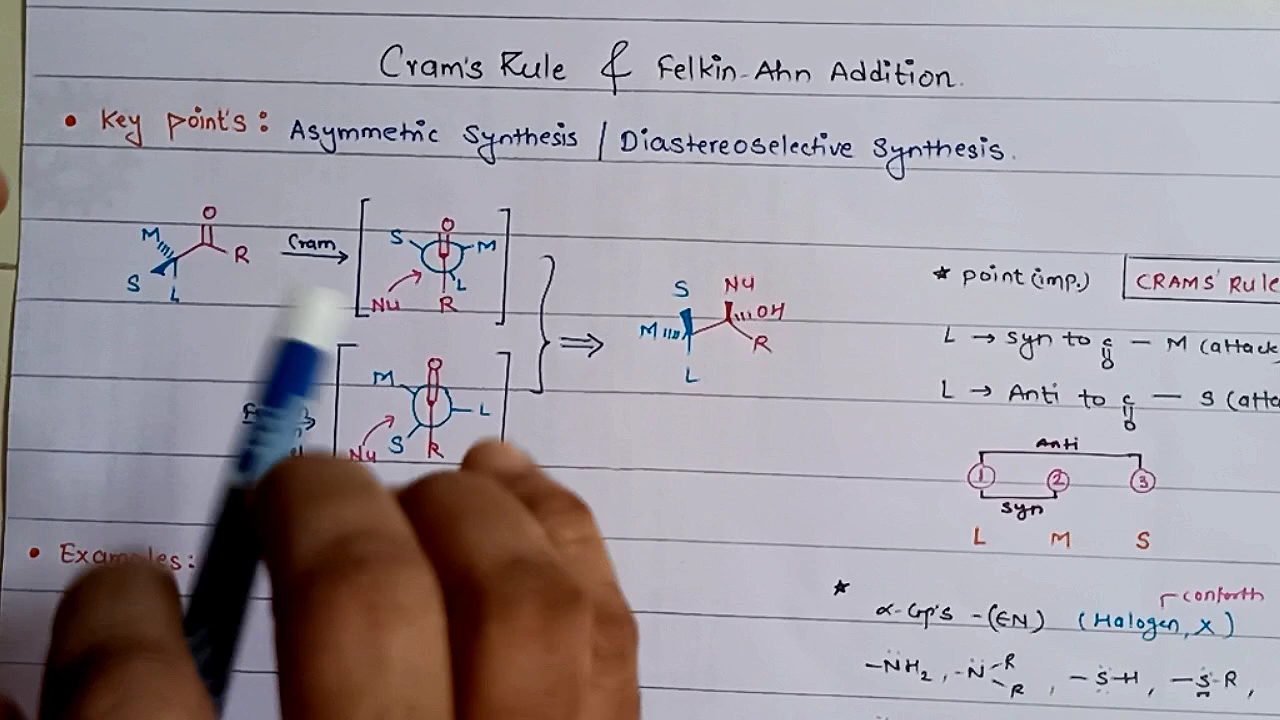 Cram's Rule & Felkin-Ahn Addition.
• Key point's: Asymmetric Synthesis / Diastereoselective Synthesis.
O
M
R
S
L
Cram
O
S
M
L
Nu
R
O
M
L
S
Nu
R
S
Nu
M
OH
R
L
* point (imp.)
CRAMS' Rule
L → syn to C=O — M (attack
L → Anti to C=O — S (atta
Anti
1 2 3
syn
L M S
• Examples:
*
conforth
α-Gp's - (EN) (Halogen, X)
-NH2, -N-R R, -S-H, -S-R,